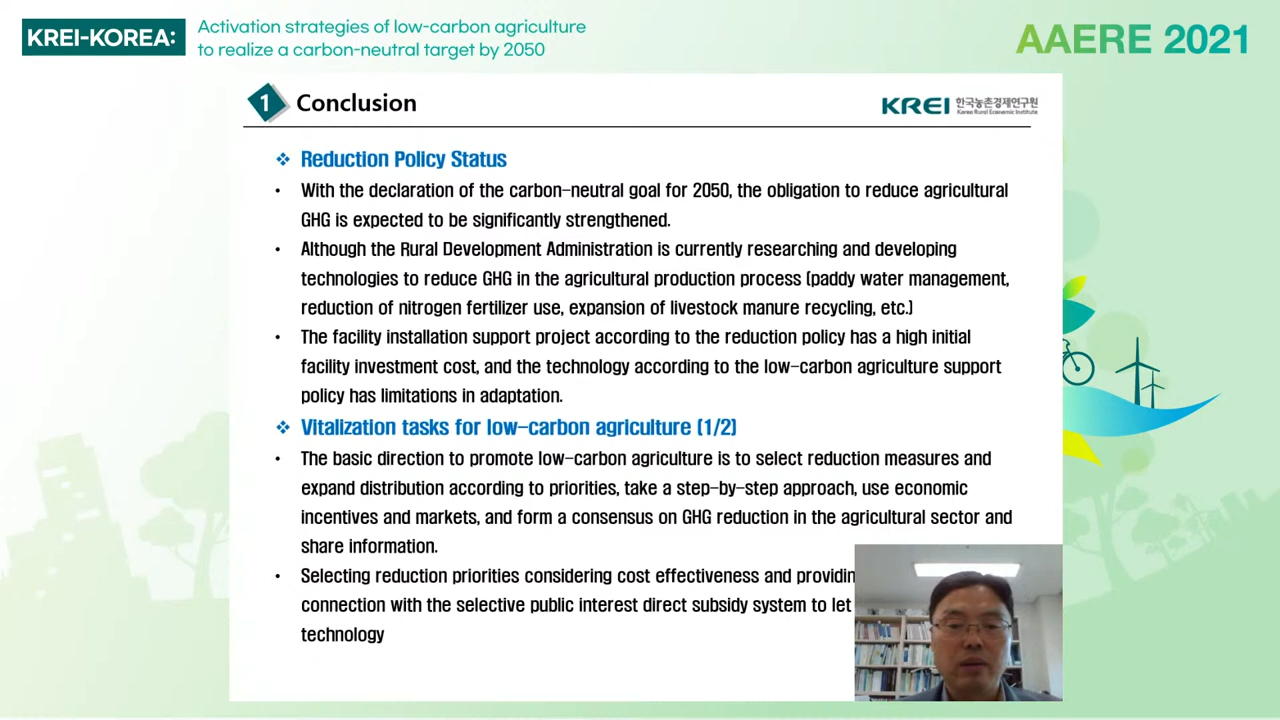 KREI-KOREA:
Activation strategies of low-carbon agriculture
to realize a carbon-neutral target by 2050
AAERE 2021
1 Conclusion
KREI 한국농촌경제연구원
Korea Rural Economic Institute
❖ Reduction Policy Status
• With the declaration of the carbon-neutral goal for 2050, the obligation to reduce agricultural
GHG is expected to be significantly strengthened.
• Although the Rural Development Administration is currently researching and developing
technologies to reduce GHG in the agricultural production process (paddy water management,
reduction of nitrogen fertilizer use, expansion of livestock manure recycling, etc.)
• The facility installation support project according to the reduction policy has a high initial
facility investment cost, and the technology according to the low-carbon agriculture support
policy has limitations in adaptation.
❖ Vitalization tasks for low-carbon agriculture (1/2)
• The basic direction to promote low-carbon agriculture is to select reduction measures and
expand distribution according to priorities, take a step-by-step approach, use economic
incentives and markets, and form a consensus on GHG reduction in the agricultural sector and
share information.
• Selecting reduction priorities considering cost effectiveness and providin
connection with the selective public interest direct subsidy system to let
technology